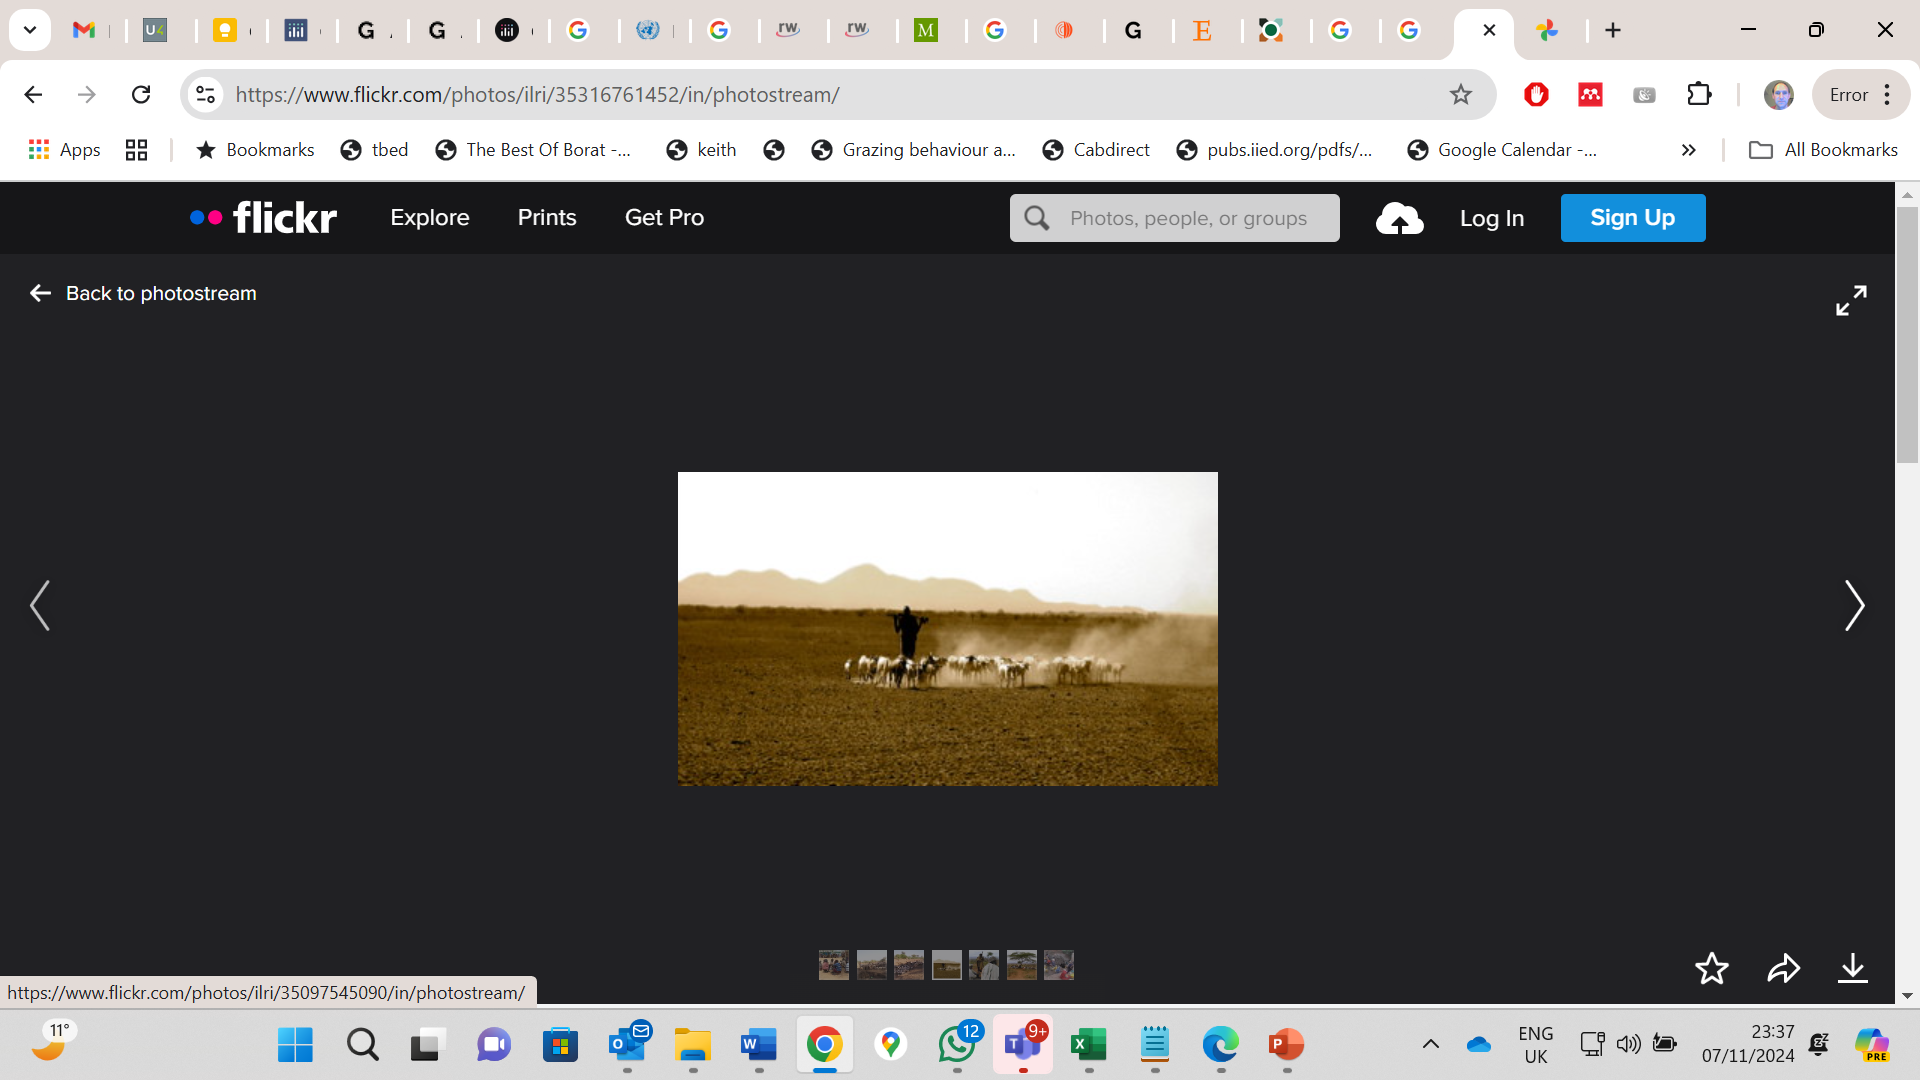 https://www.flickr.com/photos/ilri/35316761452/in/photostream/
Error
Apps
Bookmarks
tbed
The Best Of Borat -...
keith
Grazing behaviour a...
Cabdirect
pubs.iied.org/pdfs/...
Google Calendar -...
All Bookmarks
flickr
Explore
Prints
Get Pro
Photos, people, or groups
Log In
Sign Up
Back to photostream
https://www.flickr.com/photos/ilri/35097545090/in/photostream/
11°
12
9+
ENG
UK
23:37
07/11/2024
PRE